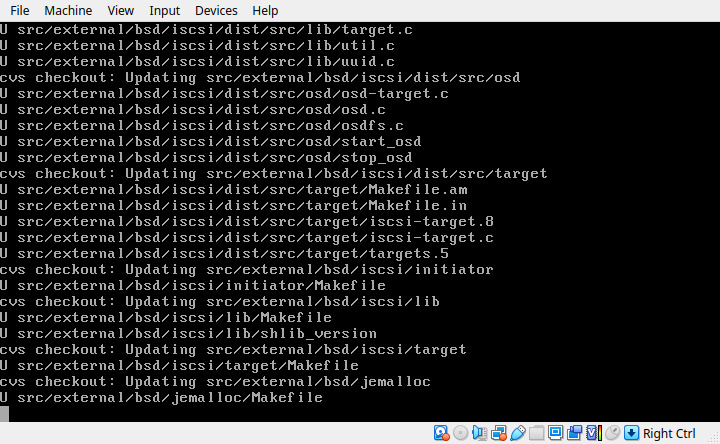 File Machine View Input Devices Help
U src/external/bsd/iscsi/dist/src/lib/target.c
U src/external/bsd/iscsi/dist/src/lib/util.c
U src/external/bsd/iscsi/dist/src/lib/uuid.c
cvs checkout: Updating src/external/bsd/iscsi/dist/src/osd
U src/external/bsd/iscsi/dist/src/osd/osd-target.c
U src/external/bsd/iscsi/dist/src/osd/osd.c
U src/external/bsd/iscsi/dist/src/osd/osdfs.c
U src/external/bsd/iscsi/dist/src/osd/start_osd
U src/external/bsd/iscsi/dist/src/osd/stop_osd
cvs checkout: Updating src/external/bsd/iscsi/dist/src/target
U src/external/bsd/iscsi/dist/src/target/Makefile.am
U src/external/bsd/iscsi/dist/src/target/Makefile.in
U src/external/bsd/iscsi/dist/src/target/iscsi-target.8
U src/external/bsd/iscsi/dist/src/target/iscsi-target.c
U src/external/bsd/iscsi/dist/src/target/targets.5
cvs checkout: Updating src/external/bsd/iscsi/initiator
U src/external/bsd/iscsi/initiator/Makefile
cvs checkout: Updating src/external/bsd/iscsi/lib
U src/external/bsd/iscsi/lib/Makefile
U src/external/bsd/iscsi/lib/shlib_version
cvs checkout: Updating src/external/bsd/iscsi/target
U src/external/bsd/iscsi/target/Makefile
cvs checkout: Updating src/external/bsd/jemalloc
U src/external/bsd/jemalloc/Makefile
Right Ctrl